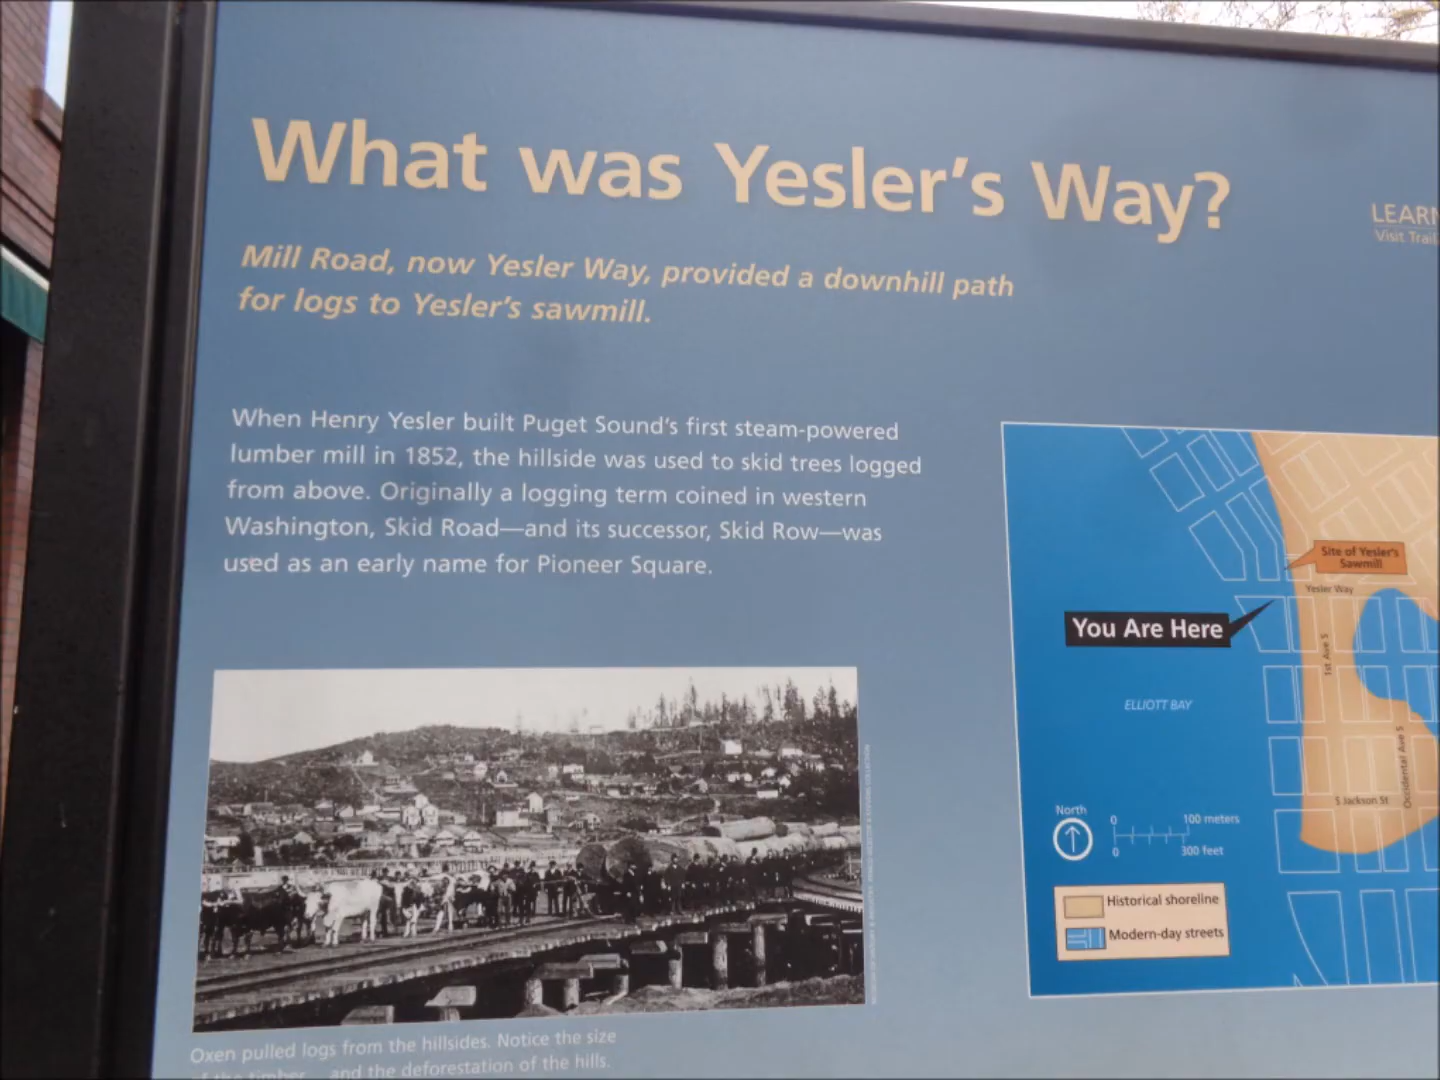 What was Yesler's Way?
LEARN
Visit Trail
Mill Road, now Yesler Way, provided a downhill path
for logs to Yesler's sawmill.
When Henry Yesler built Puget Sound's first steam-powered
lumber mill in 1852, the hillside was used to skid trees logged
from above. Originally a logging term coined in western
Washington, Skid Road—and its successor, Skid Row—was
used as an early name for Pioneer Square.
Site of Yesler's
Sawmill
Yesler Way
You Are Here
1st Ave S
ELLIOTT BAY
Occidental Ave S
S Jackson St
North
0 100 meters
0 300 feet
Historical shoreline
Modern-day streets
Oxen pulled logs from the hillsides. Notice the size
of the timber... and the deforestation of the hills.